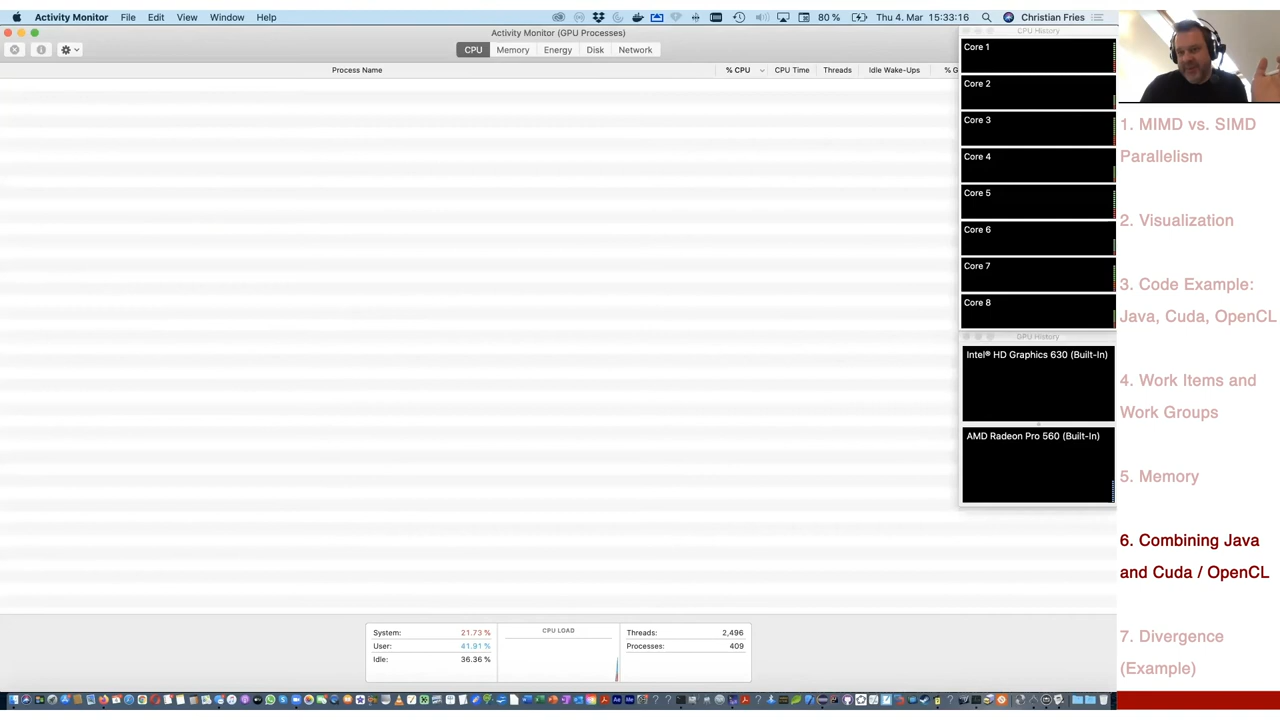 Activity Monitor File Edit View Window Help 80 % Thu 4. Mar 15:33:16 Christian Fries
Activity Monitor (GPU Processes)
CPU Memory Energy Disk Network
Process Name % CPU CPU Time Threads Idle Wake-Ups % G
CPU History
Core 1
Core 2
Core 3
Core 4
Core 5
Core 6
Core 7
Core 8
GPU History
Intel® HD Graphics 630 (Built-In)
AMD Radeon Pro 560 (Built-In)
System: 21.73 %
User: 41.91 %
Idle: 36.36 %
CPU LOAD
Threads: 2,496
Processes: 409
1. MIMD vs. SIMD
Parallelism
2. Visualization
3. Code Example:
Java, Cuda, OpenCL
4. Work Items and
Work Groups
5. Memory
6. Combining Java
and Cuda / OpenCL
7. Divergence
(Example)